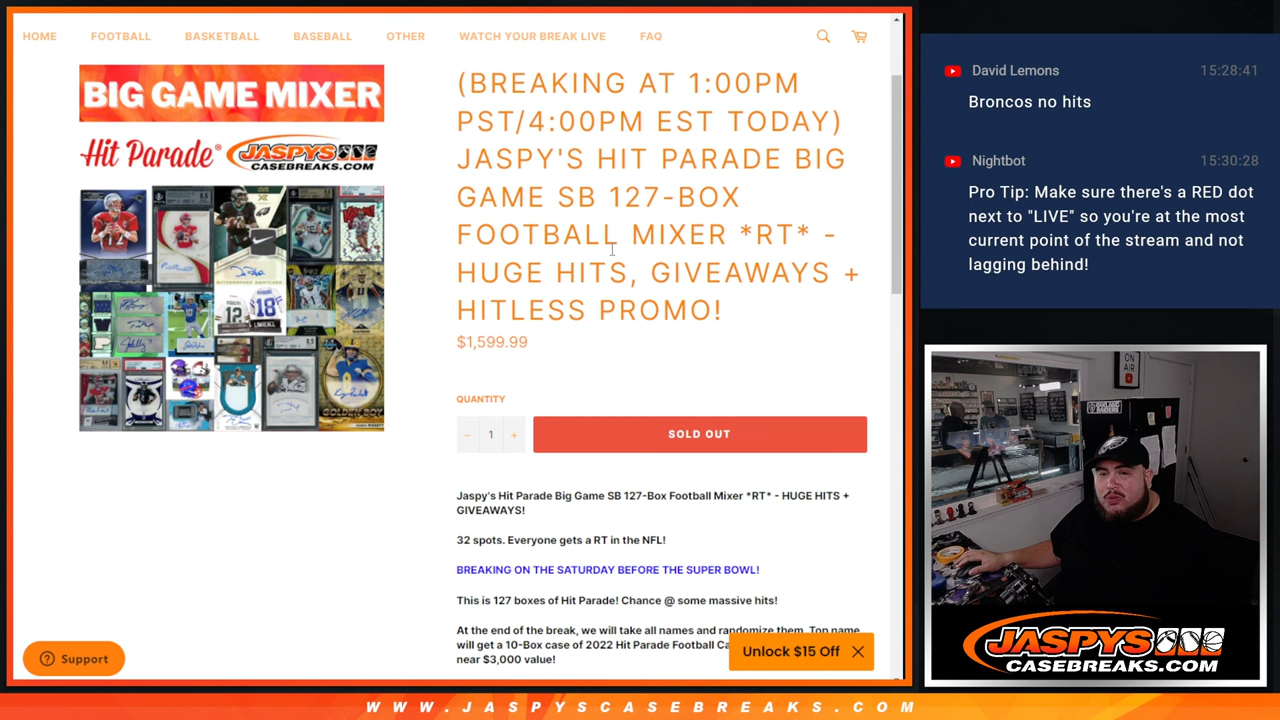 HOME FOOTBALL BASKETBALL BASEBALL OTHER WATCH YOUR BREAK LIVE FAQ
BIG GAME MIXER
Hit Parade® JASPYS
CASEBREAKS.COM
(BREAKING AT 1:00PM
PST/4:00PM EST TODAY)
JASPY'S HIT PARADE BIG
GAME SB 127-BOX
FOOTBALL MIXER *RT* -
HUGE HITS, GIVEAWAYS +
HITLESS PROMO!
$1,599.99
QUANTITY
− 1 + SOLD OUT
Jaspy's Hit Parade Big Game SB 127-Box Football Mixer *RT* - HUGE HITS +
GIVEAWAYS!
32 spots. Everyone gets a RT in the NFL!
BREAKING ON THE SATURDAY BEFORE THE SUPER BOWL!
This is 127 boxes of Hit Parade! Chance @ some massive hits!
At the end of the break, we will take all names and randomize them. Top name
will get a 10-Box case of 2022 Hit Parade Football
near $3,000 value!
Support
Unlock $15 Off
David Lemons 15:28:41
Broncos no hits
Nightbot 15:30:28
Pro Tip: Make sure there's a RED dot
next to "LIVE" so you're at the most
current point of the stream and not
lagging behind!
ON
AIR
JASPYS
CASEBREAKS.COM
WWW.JASPYSCASEBREAKS.COM